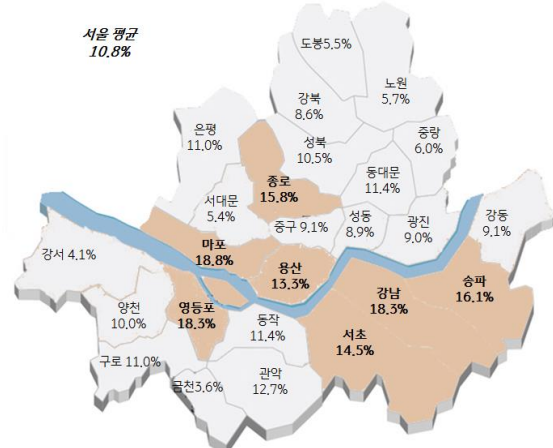 서울 평균
10.8%
도봉5.5%
노원
5.7%
강북
8.6%
은평
11.0%
성북
10.5%
중랑
6.0%
종로
15.8%
동대문
11.4%
서대문
5.4%
중구 9.1%
성동
8.9%
광진
9.0%
강동
9.1%
강서 4.1%
마포
18.8%
용산
13.3%
강남
18.3%
송파
16.1%
양천
10.0%
영등포
18.3%
동작
11.4%
서초
14.5%
구로 11.0%
금천3.6%
관악
12.7%